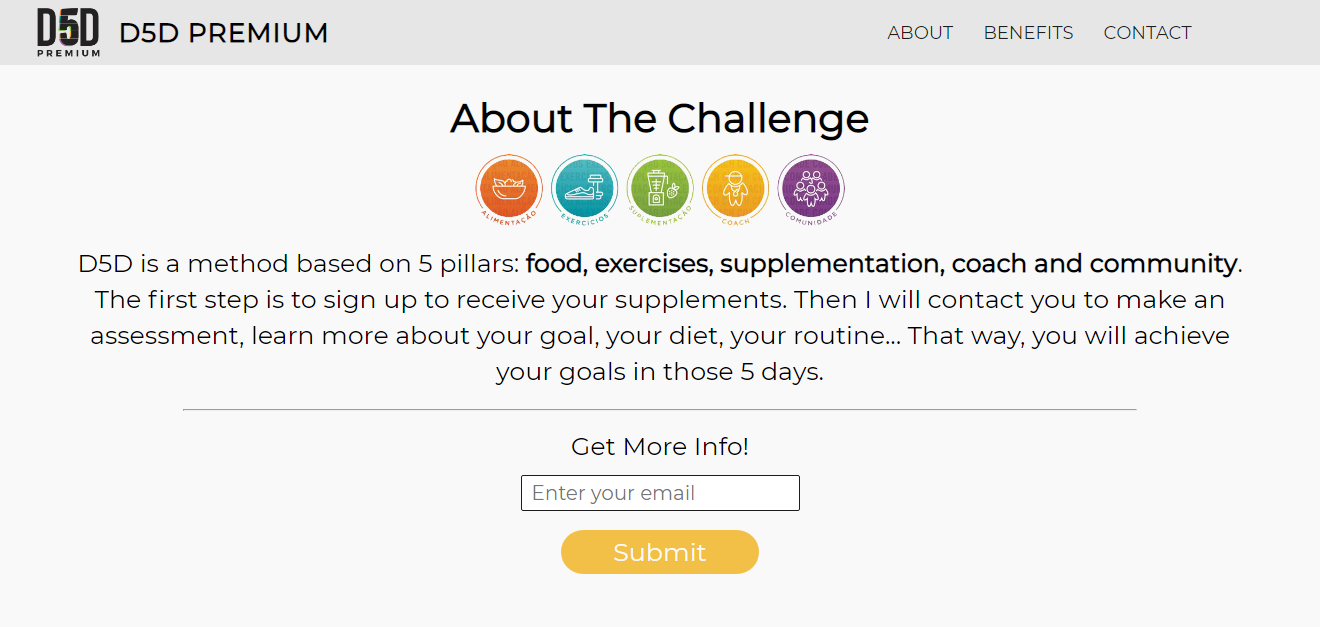 D5D
PREMIUM
D5D PREMIUM
ABOUT BENEFITS CONTACT
About The Challenge
ALIMENTAÇÃO EXERCÍCIOS SUPLEMENTAÇÃO COACH COMUNIDADE
D5D is a method based on 5 pillars: food, exercises, supplementation, coach and community.
The first step is to sign up to receive your supplements. Then I will contact you to make an
assessment, learn more about your goal, your diet, your routine... That way, you will achieve
your goals in those 5 days.
Get More Info!
Enter your email
Submit